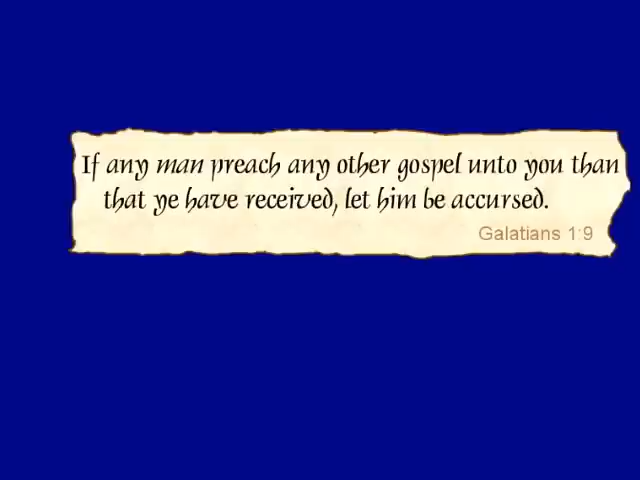 If any man preach any other gospel unto you than
that ye have received, let him be accursed.
Galatians 1:9